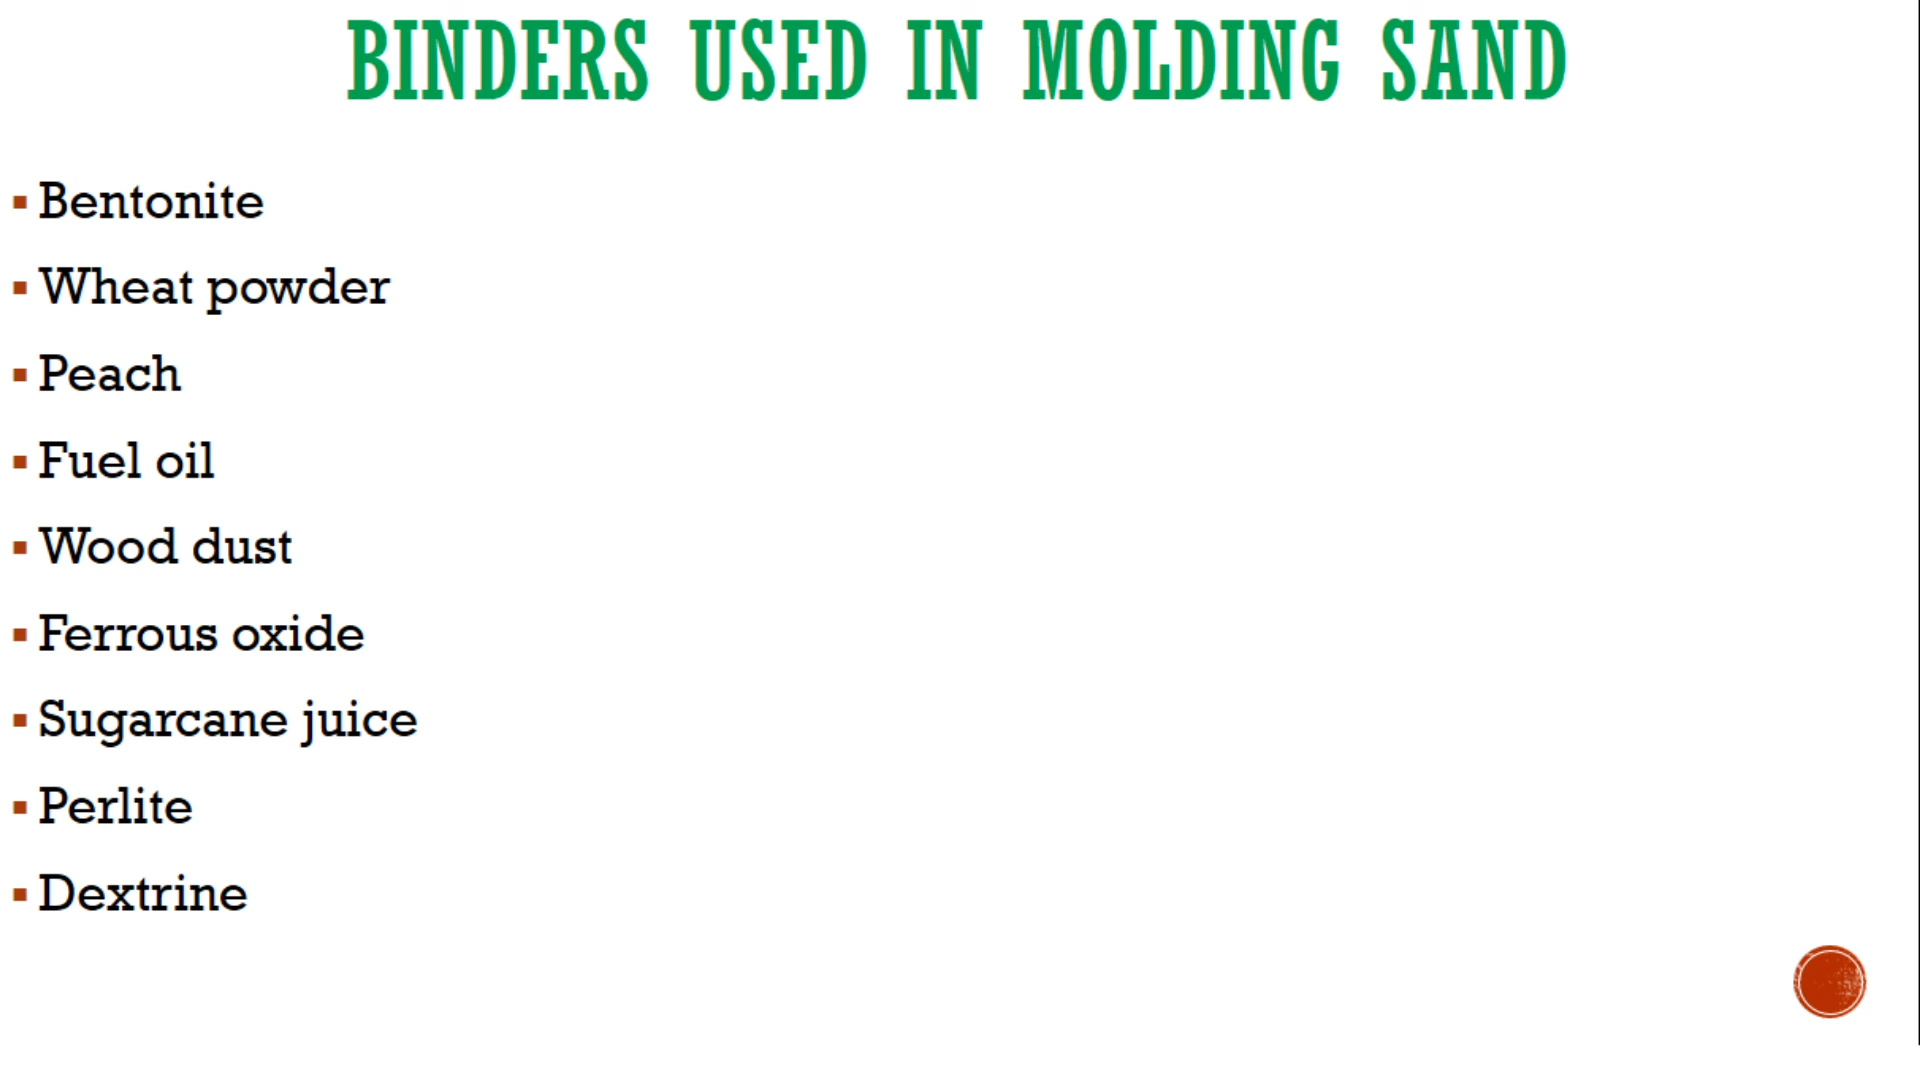 BINDERS USED IN MOLDING SAND
▪ Bentonite
▪ Wheat powder
▪ Peach
▪ Fuel oil
▪ Wood dust
▪ Ferrous oxide
▪ Sugarcane juice
▪ Perlite
▪ Dextrine